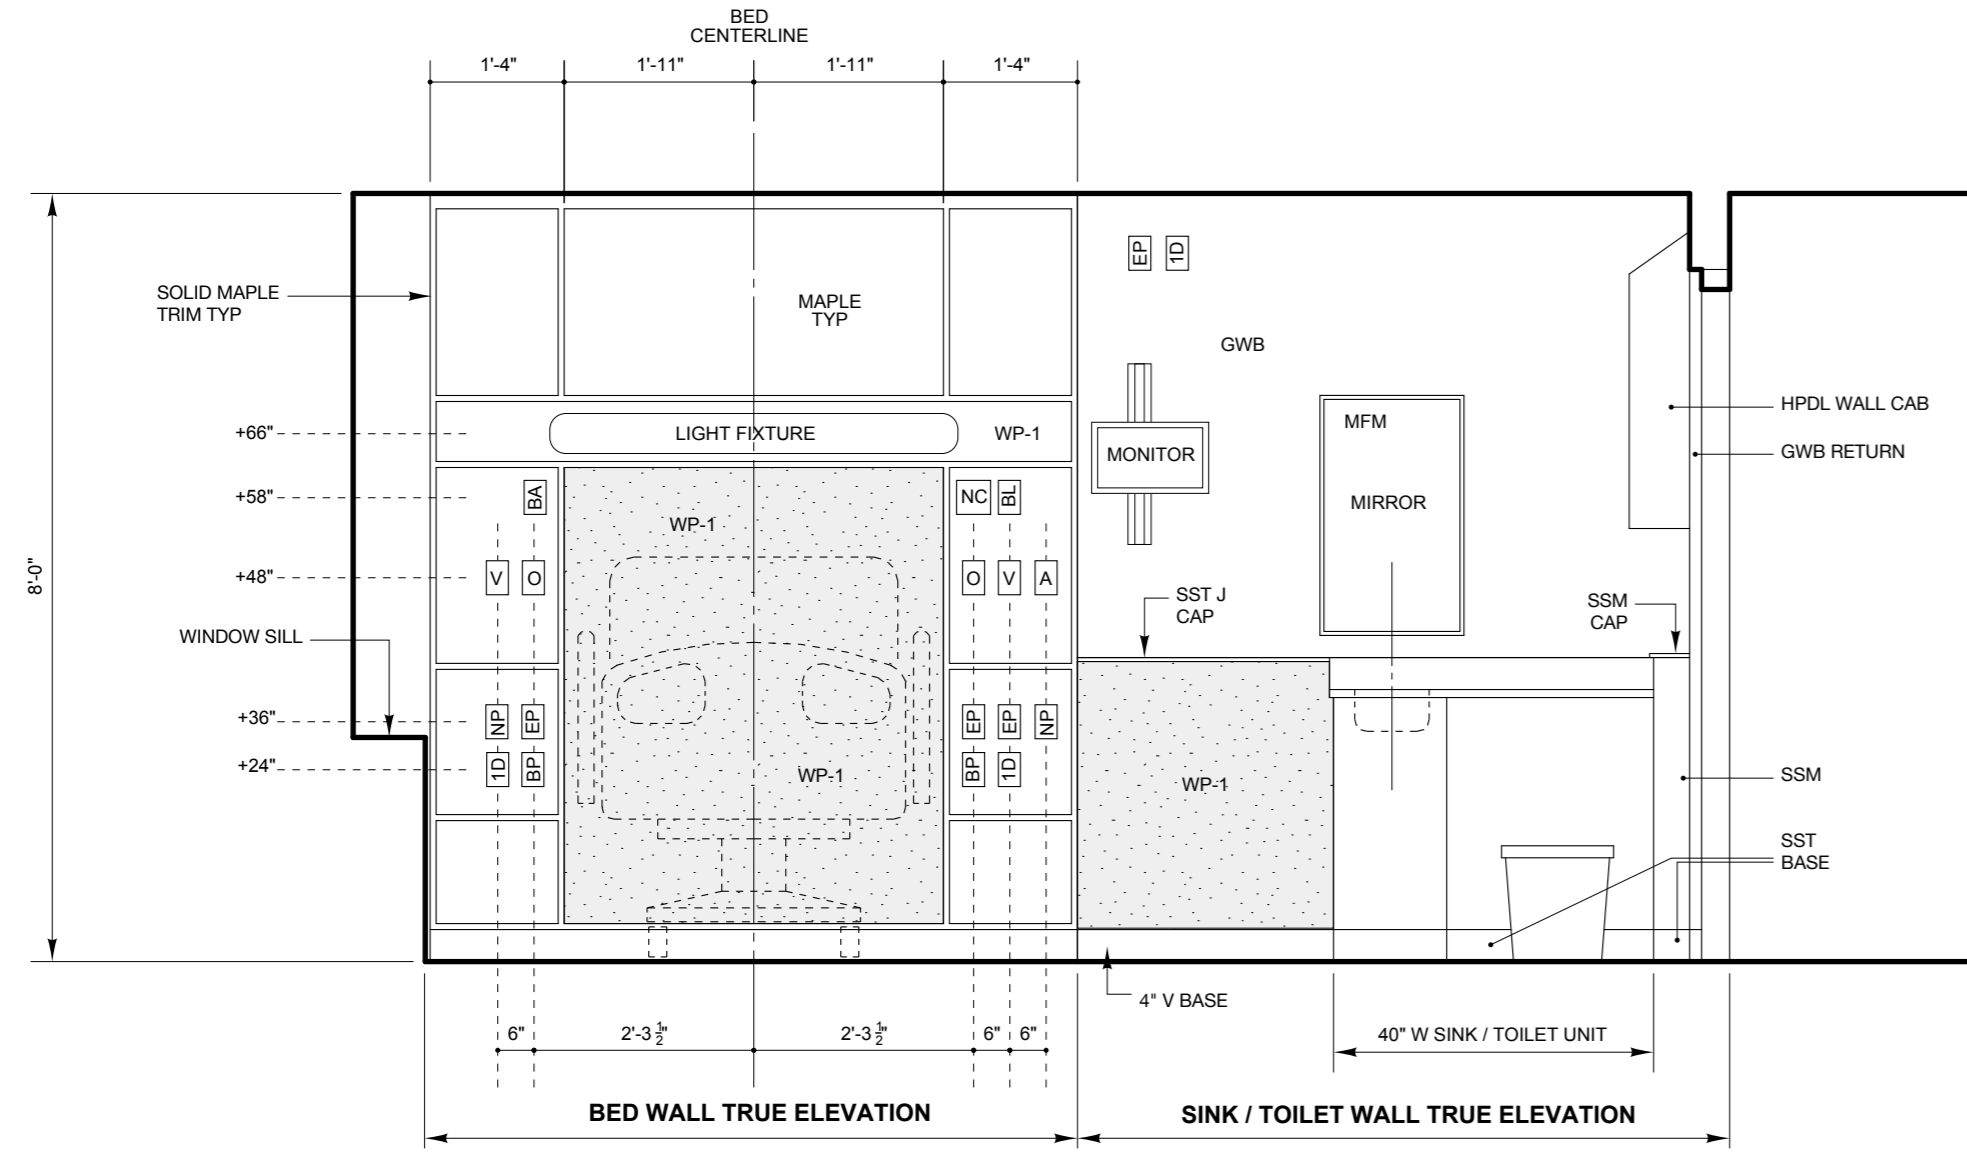 BED
CENTERLINE
1'-4"
1'-11"
1'-11"
1'-4"
EP
1D
SOLID MAPLE
TRIM TYP
MAPLE
TYP
GWB
HPDL WALL CAB
GWB RETURN
+66"
LIGHT FIXTURE
WP-1
MFM
MONITOR
MIRROR
+58"
BA
WP-1
NC
BL
8'-0"
+48"
V
O
O
V
A
SST J
CAP
SSM
CAP
WINDOW SILL
+36"
NP
EP
EP
EP
NP
+24"
1D
BP
WP-1
BP
1D
WP-1
SSM
SST
BASE
4" V BASE
6"
2'-3 1/2"
2'-3 1/2"
6"
6"
40" W SINK / TOILET UNIT
BED WALL TRUE ELEVATION
SINK / TOILET WALL TRUE ELEVATION